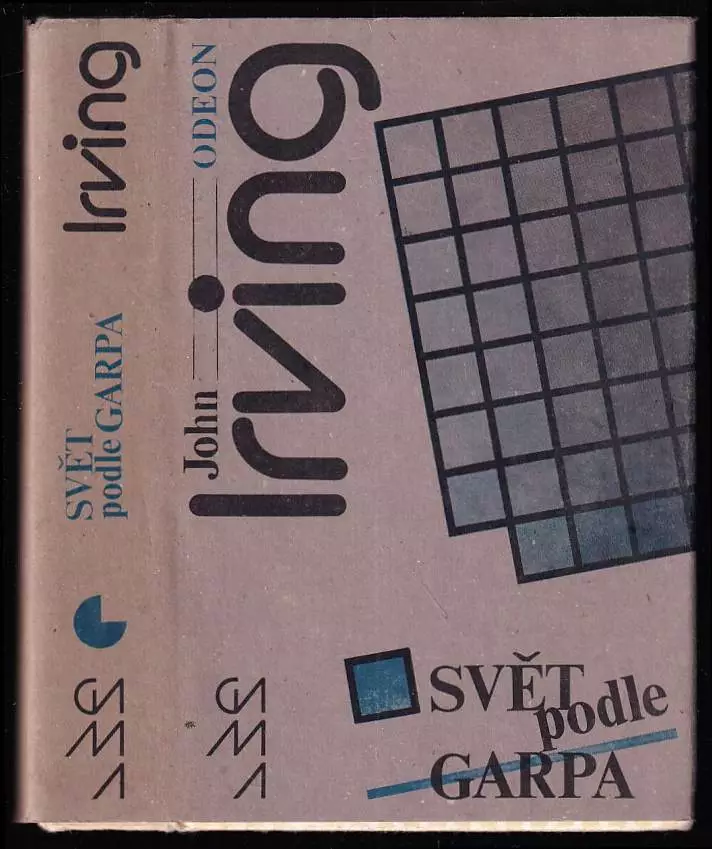 Irving
SVĚT
podle GARPA
John
ODEON
Irving
SVĚT
podle
GARPA